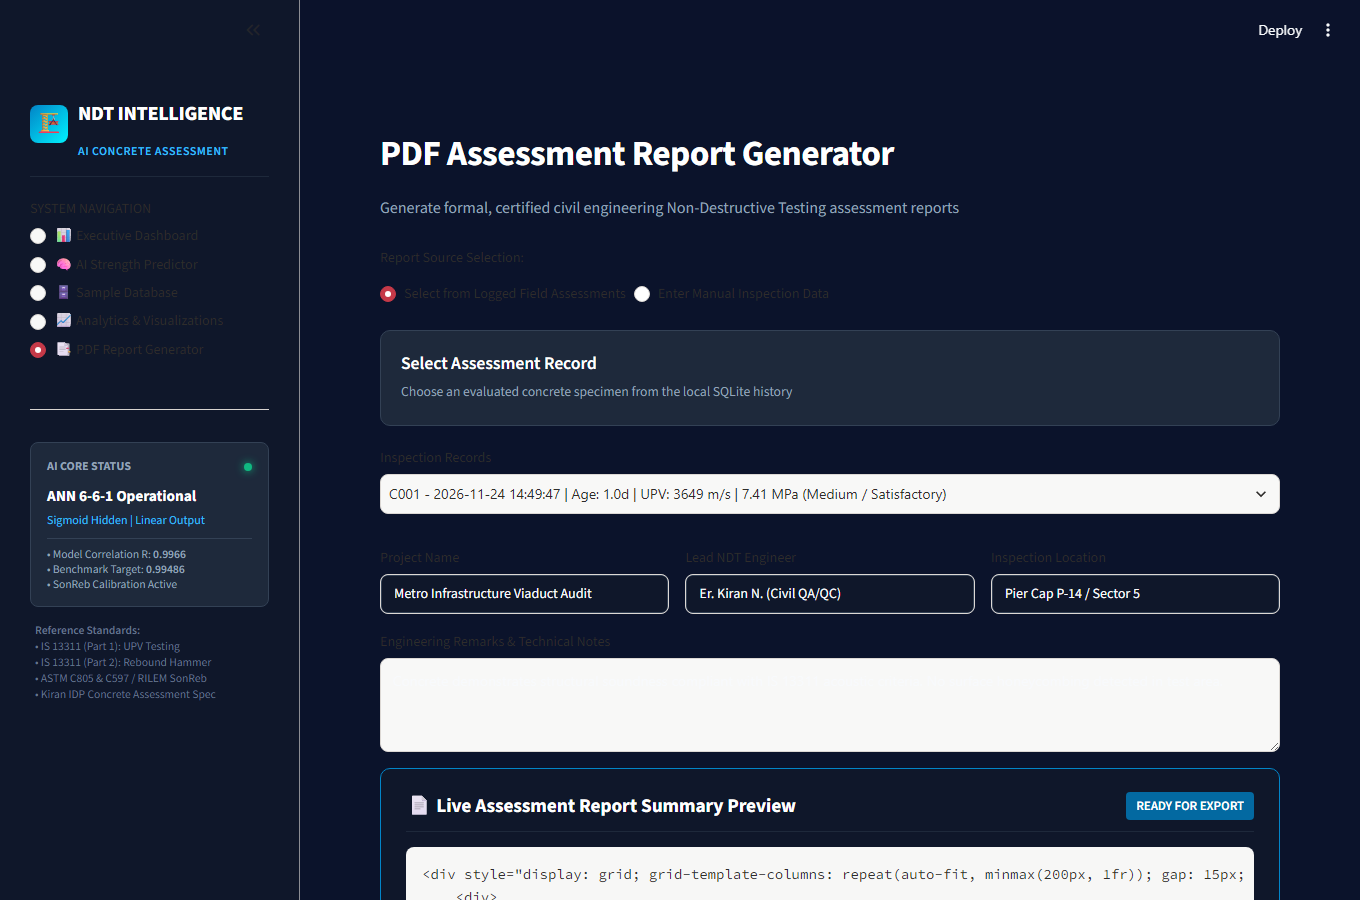 Deploy
NDT INTELLIGENCE
AI CONCRETE ASSESSMENT
SYSTEM NAVIGATION
Executive Dashboard
AI Strength Predictor
Sample Database
Analytics & Visualizations
PDF Report Generator
AI CORE STATUS
ANN 6-6-1 Operational
Sigmoid Hidden | Linear Output
• Model Correlation R: 0.9966
• Benchmark Target: 0.99486
• SonReb Calibration Active
Reference Standards:
• IS 13311 (Part 1): UPV Testing
• IS 13311 (Part 2): Rebound Hammer
• ASTM C805 & C597 / RILEM SonReb
• Kiran IDP Concrete Assessment Spec
PDF Assessment Report Generator
Generate formal, certified civil engineering Non-Destructive Testing assessment reports
Report Source Selection:
Select from Logged Field Assessments Enter Manual Inspection Data
Select Assessment Record
Choose an evaluated concrete specimen from the local SQLite history
Inspection Records
C001 - 2026-11-24 14:49:47 | Age: 1.0d | UPV: 3649 m/s | 7.41 MPa (Medium / Satisfactory)
Project Name Lead NDT Engineer Inspection Location
Metro Infrastructure Viaduct Audit Er. Kiran N. (Civil QA/QC) Pier Cap P-14 / Sector 5
Engineering Remarks & Technical Notes
Live Assessment Report Summary Preview READY FOR EXPORT
<div style="display: grid; grid-template-columns: repeat(auto-fit, minmax(200px, 1fr)); gap: 15px;
<div>